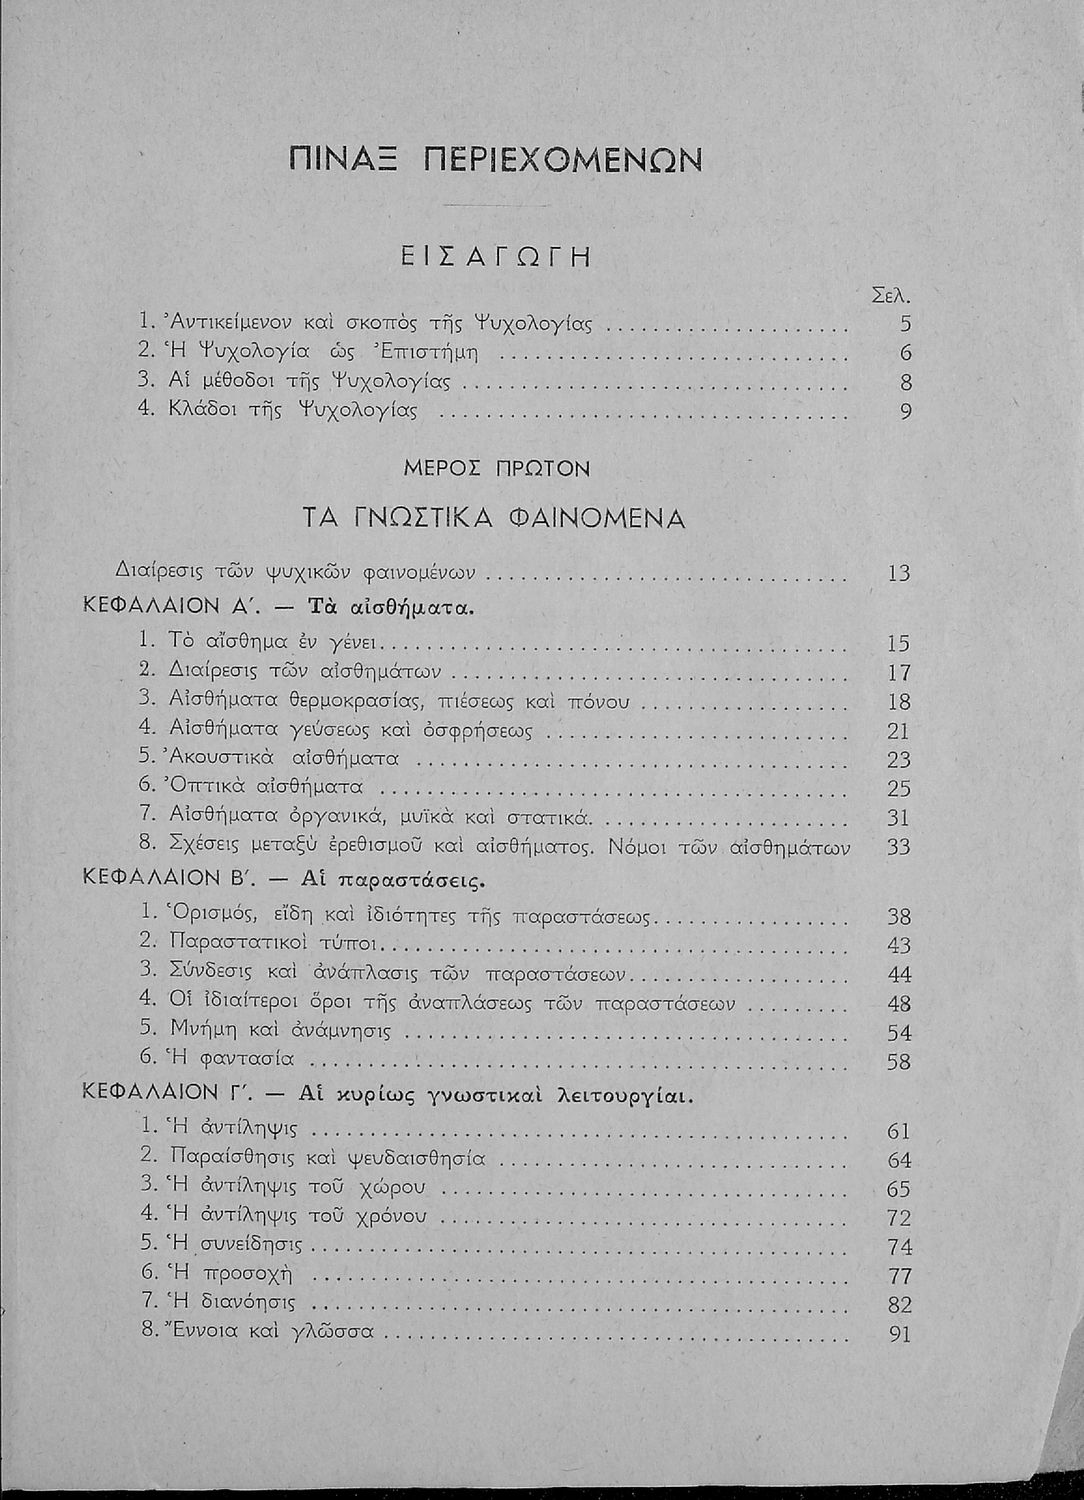 ΠΙΝΑΞ ΠΕΡΙΕΧΟΜΕΝΩΝ
ΕΙΣΑΓΩΓΗ
Σελ.
1. Ἀντικείμενον καὶ σκοπὸς τῆς Ψυχολογίας ...................... 5
2. Ἡ Ψυχολογία ὡς Ἐπιστήμη ................................ 6
3. Αἱ μέθοδοι τῆς Ψυχολογίας ................................... 8
4. Κλάδοι τῆς Ψυχολογίας ..................................... 9
ΜΕΡΟΣ ΠΡΩΤΟΝ
ΤΑ ΓΝΩΣΤΙΚΑ ΦΑΙΝΟΜΕΝΑ
Διαίρεσις τῶν ψυχικῶν φαινομένων ................................. 13
ΚΕΦΑΛΑΙΟΝ Α΄. — Τὰ αἰσθήματα.
1. Τὸ αἴσθημα ἐν γένει........................................... 15
2. Διαίρεσις τῶν αἰσθημάτων .................................... 17
3. Αἰσθήματα θερμοκρασίας, πιέσεως καὶ πόνου ................... 18
4. Αἰσθήματα γεύσεως καὶ ὀσφρήσεως ............................ 21
5. Ἀκουστικὰ αἰσθήματα ....................................... 23
6. Ὀπτικὰ αἰσθήματα .......................................... 25
7. Αἰσθήματα ὀργανικά, μυϊκὰ καὶ στατικά. ...................... 31
8. Σχέσεις μεταξὺ ἐρεθισμοῦ καὶ αἰσθήματος. Νόμοι τῶν αἰσθημάτων 33
ΚΕΦΑΛΑΙΟΝ Β΄. — Αἱ παραστάσεις.
1. Ὁρισμός, εἴδη καὶ ἰδιότητες τῆς παραστάσεως.................. 38
2. Παραστατικοὶ τύποι........................................... 43
3. Σύνδεσις καὶ ἀνάπλασις τῶν παραστάσεων.................... 44
4. Οἱ ἰδιαίτεροι ὅροι τῆς ἀναπλάσεως τῶν παραστάσεων ......... 48
5. Μνήμη καὶ ἀνάμνησις ........................................ 54
6. Ἡ φαντασία ................................................ 58
ΚΕΦΑΛΑΙΟΝ Γ΄. — Αἱ κυρίως γνωστικαὶ λειτουργίαι.
1. Ἡ ἀντίληψις ................................................ 61
2. Παραίσθησις καὶ ψευδαισθησία ................................ 64
3. Ἡ ἀντίληψις τοῦ χώρου ..................................... 65
4. Ἡ ἀντίληψις τοῦ χρόνου ..................................... 72
5. Ἡ συνείδησις ................................................ 74
6. Ἡ προσοχὴ ................................................ 77
7. Ἡ διανόησις ................................................ 82
8. Ἔννοια καὶ γλῶσσα .......................................... 91